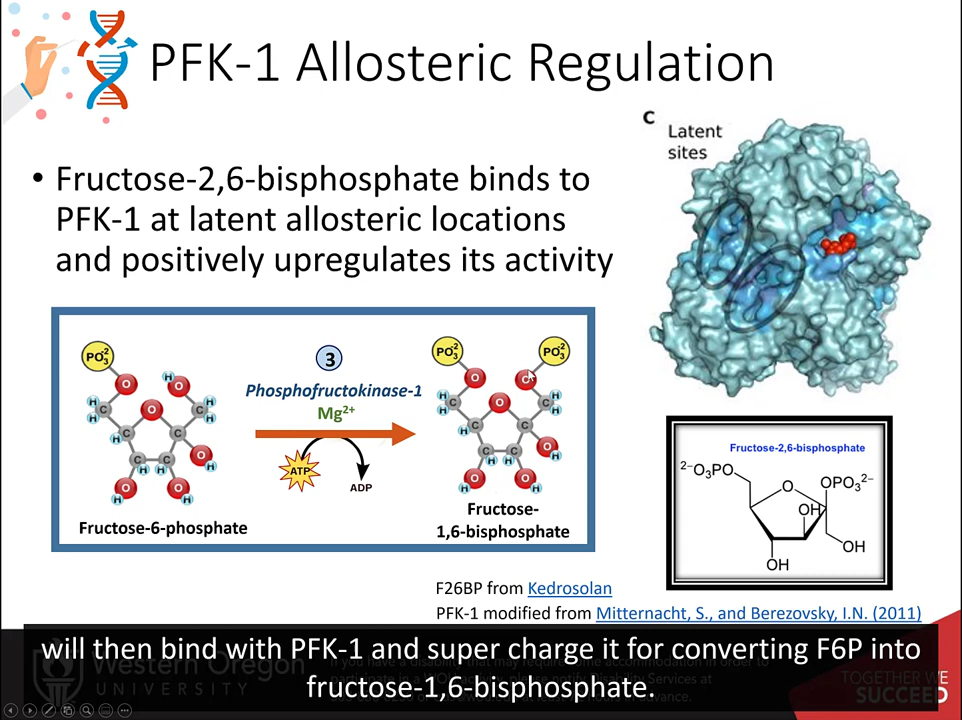 PFK-1 Allosteric Regulation
• Fructose-2,6-bisphosphate binds to
PFK-1 at latent allosteric locations
and positively upregulates its activity
C
Latent
sites
PO₃⁻²
O
H
O
O
H
C
H
C
H
H
C
C
H
C
C
O
H
H
H
O
O
H
H
Fructose-6-phosphate
3
Phosphofructokinase-1
Mg²⁺
ATP
ADP
PO₃⁻²
PO₃⁻²
O
O
O
H
C
H
C
H
H
C
C
H
C
C
O
H
H
H
O
O
H
H
Fructose-
1,6-bisphosphate
Fructose-2,6-bisphosphate
²⁻O₃PO
O
OPO₃²⁻
OH
OH
OH
F26BP from Kedrosolan
PFK-1 modified from Mitternacht, S., and Berezovsky, I.N. (2011)
will then bind with PFK-1 and super charge it for converting F6P into
fructose-1,6-bisphosphate.
Western Oregon
UNIVERSITY
TOGETHER WE
SUCCEED